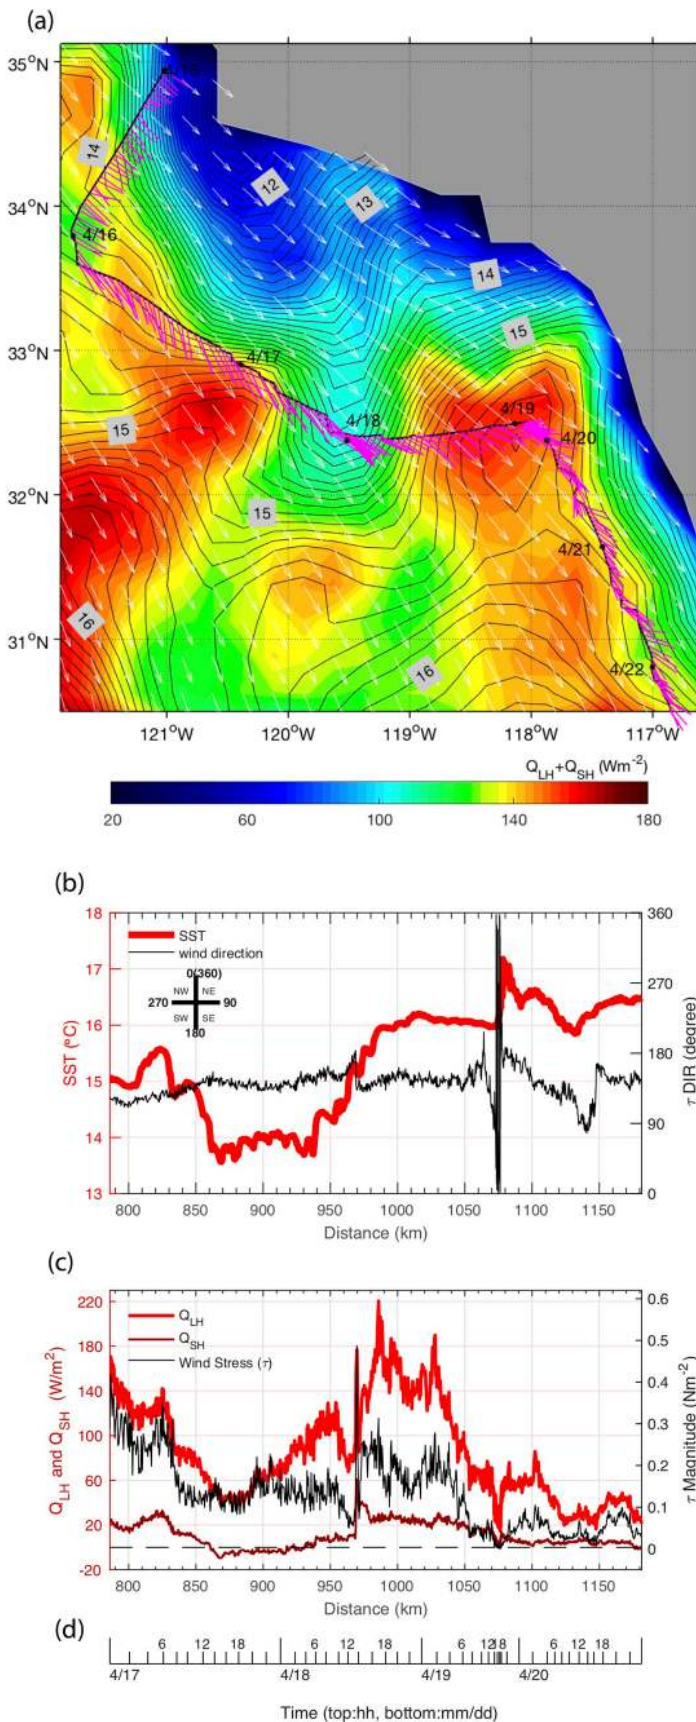 (a)
35°N
4/15
14
12
13
34°N
4/16
14
15
33°N
4/17
4/19
15
4/18
4/20
32°N
15
4/21
16
31°N
16
4/22
121°W 120°W 119°W 118°W 117°W
Q_LH+Q_SH (Wm⁻²)
20 60 100 140 180
(b)
18 360
SST
wind direction
0(360)
17 NW NE 270
270 90
SW SE
180
16 180
SST (°C)
τ DIR (degree)
15
14 90
13 0
800 850 900 950 1000 1050 1100 1150
Distance (km)
(c)
220 0.6
Q_LH
Q_SH
180 0.5
Wind Stress (τ)
140 0.4
Q_LH and Q_SH (W/m²)
100 0.3
τ Magnitude (Nm⁻²)
60 0.2
20 0.1
-20 0
800 850 900 950 1000 1050 1100 1150
Distance (km)
(d)
6 12 18 6 12 18 6 12 18 6 12 18
4/17 4/18 4/19 4/20
Time (top:hh, bottom:mm/dd)